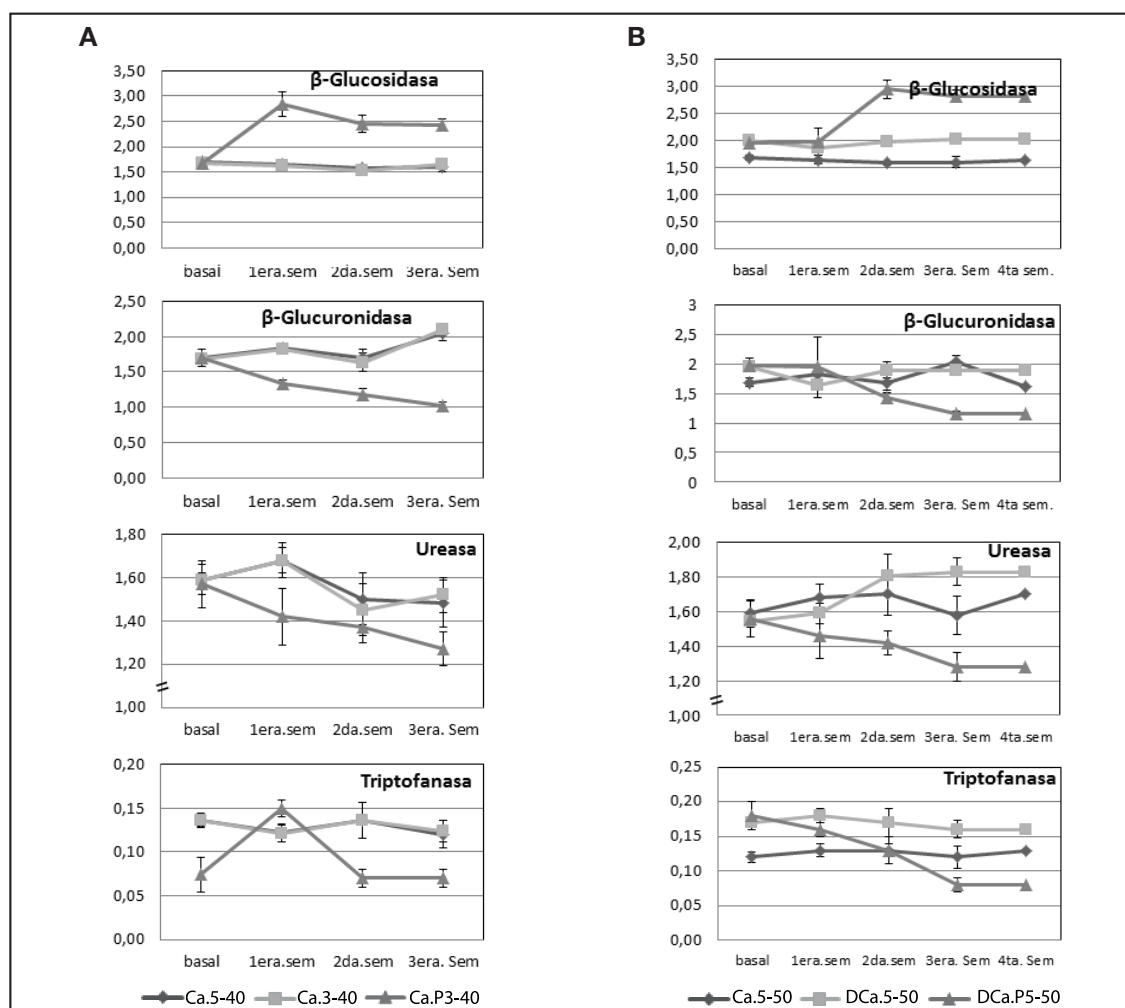 A
β-Glucosidasa
3,50
3,00
2,50
2,00
1,50
1,00
0,50
0,00
basal 1era.sem 2da.sem 3era. Sem
β-Glucuronidasa
2,50
2,00
1,50
1,00
0,50
0,00
basal 1era.sem 2da.sem 3era. Sem
Ureasa
1,80
1,60
1,40
1,20
1,00
basal 1era.sem 2da.sem 3era. Sem
Triptofanasa
0,20
0,15
0,10
0,05
0,00
basal 1era.sem 2da.sem 3era. Sem
Ca.5-40 Ca.3-40 Ca.P3-40
B
β-Glucosidasa
3,50
3,00
2,50
2,00
1,50
1,00
0,50
0,00
basal 1era.sem 2da.sem 3era. Sem 4ta sem.
β-Glucuronidasa
3
2,5
2
1,5
1
0,5
0
basal 1era.sem 2da.sem 3era. Sem 4ta sem.
Ureasa
2,00
1,80
1,60
1,40
1,20
1,00
basal 1era.sem 2da.sem 3era. Sem 4ta.sem
Triptofanasa
0,25
0,20
0,15
0,10
0,05
0,00
basal 1era.sem 2da.sem 3era. Sem 4ta. Sem
Ca.5-50 DCa.5-50 DCa.P5-50